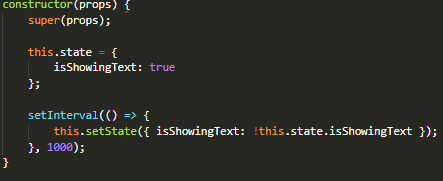 constructor(props) {
super(props);
this.state = {
isShowingText: true
};
setInterval(() => {
this.setState({ isShowingText: !this.state.isShowingText });
}, 1000);
}